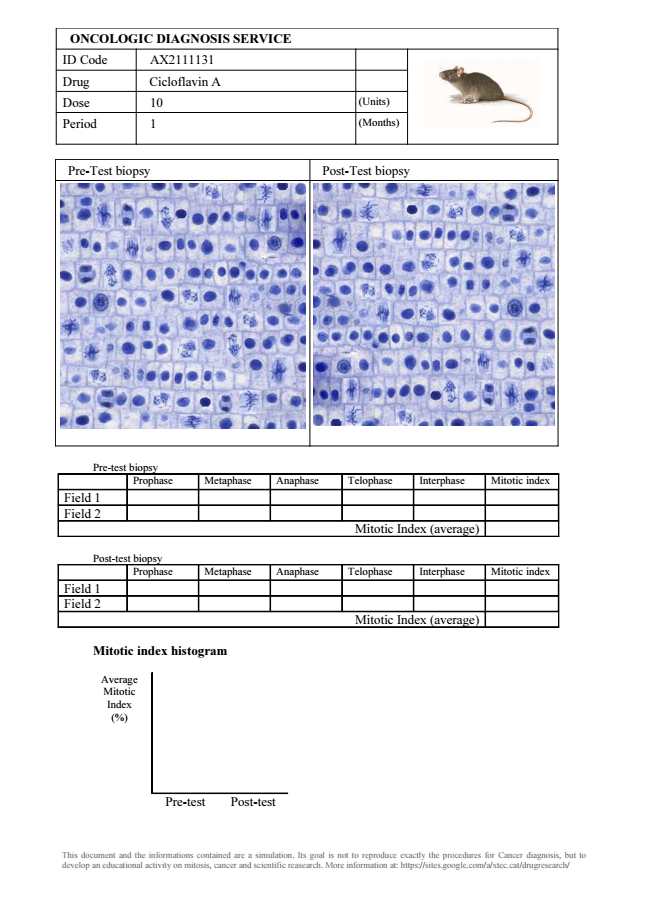 ONCOLOGIC DIAGNOSIS SERVICE
ID Code AX2111131
Drug Cicloflavin A
Dose 10 (Units)
Period 1 (Months)
Pre-Test biopsy Post-Test biopsy
Pre-test biopsy
Prophase Metaphase Anaphase Telophase Interphase Mitotic index
Field 1
Field 2
Mitotic Index (average)
Post-test biopsy
Prophase Metaphase Anaphase Telophase Interphase Mitotic index
Field 1
Field 2
Mitotic Index (average)
Mitotic index histogram
Average
Mitotic
Index
(%)
Pre-test Post-test
This document and the informations contained are a simulation. Its goal is not to reproduce exactly the procedures for Cancer diagnosis, but to
develop an educational activity on mitosis, cancer and scientific reasearch. More information at: https://sites.google.com/a/xtec.cat/drugresearch/